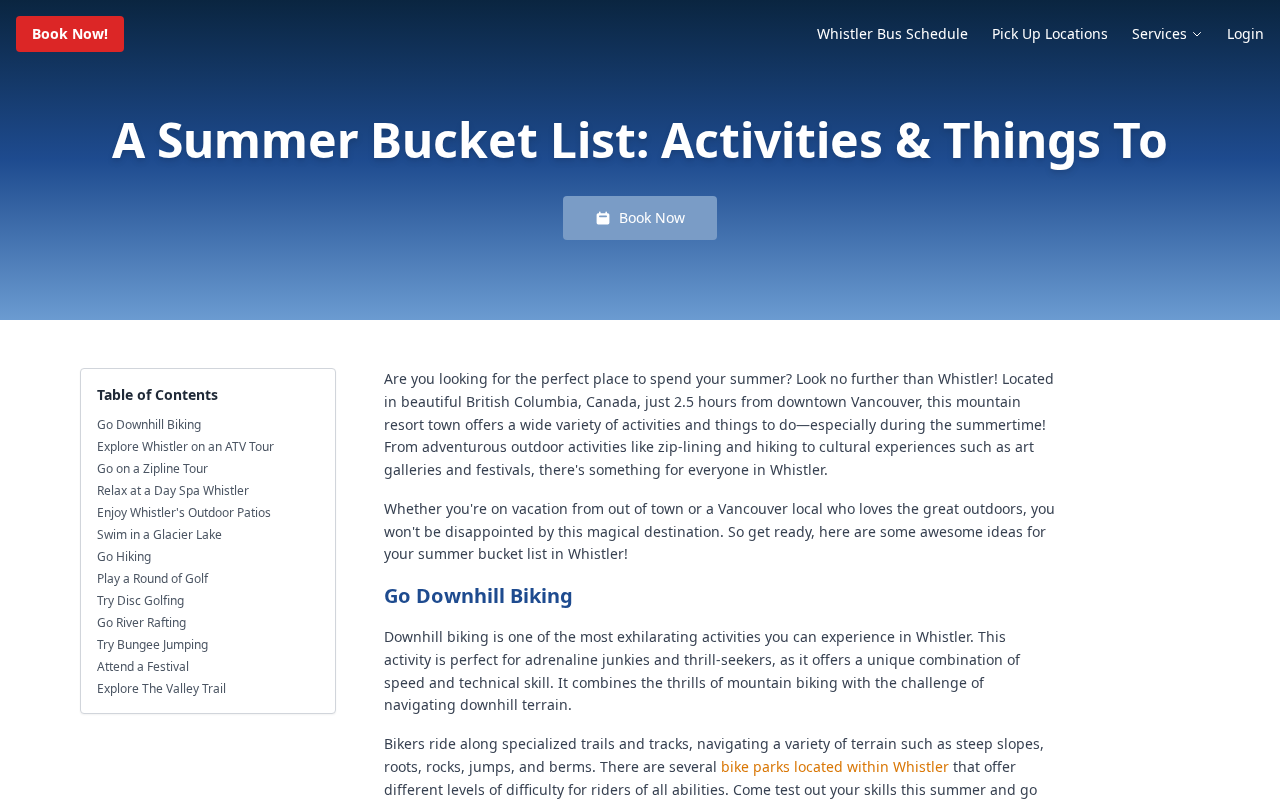 Book Now!
Whistler Bus Schedule
Pick Up Locations
Services
Login
A Summer Bucket List: Activities & Things To
Book Now
Table of Contents
Go Downhill Biking
Explore Whistler on an ATV Tour
Go on a Zipline Tour
Relax at a Day Spa Whistler
Enjoy Whistler's Outdoor Patios
Swim in a Glacier Lake
Go Hiking
Play a Round of Golf
Try Disc Golfing
Go River Rafting
Try Bungee Jumping
Attend a Festival
Explore The Valley Trail
Are you looking for the perfect place to spend your summer? Look no further than Whistler! Located
in beautiful British Columbia, Canada, just 2.5 hours from downtown Vancouver, this mountain
resort town offers a wide variety of activities and things to do—especially during the summertime!
From adventurous outdoor activities like zip-lining and hiking to cultural experiences such as art
galleries and festivals, there's something for everyone in Whistler.
Whether you're on vacation from out of town or a Vancouver local who loves the great outdoors, you
won't be disappointed by this magical destination. So get ready, here are some awesome ideas for
your summer bucket list in Whistler!
Go Downhill Biking
Downhill biking is one of the most exhilarating activities you can experience in Whistler. This
activity is perfect for adrenaline junkies and thrill-seekers, as it offers a unique combination of
speed and technical skill. It combines the thrills of mountain biking with the challenge of
navigating downhill terrain.
Bikers ride along specialized trails and tracks, navigating a variety of terrain such as steep slopes,
roots, rocks, jumps, and berms. There are several bike parks located within Whistler that offer
different levels of difficulty for riders of all abilities. Come test out your skills this summer and go